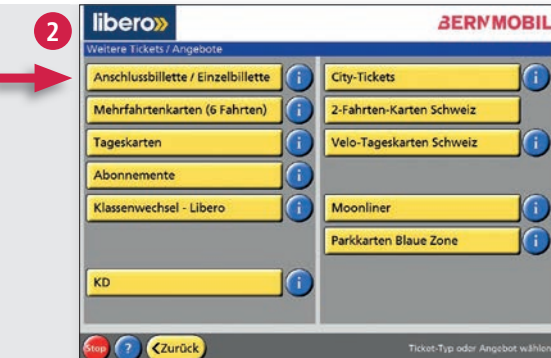 2
libero»
BERNMOBIL
Weitere Tickets / Angebote
Anschlussbillette / Einzelbillette i
Mehrfahrtenkarten (6 Fahrten) i
Tageskarten i
Abonnemente i
Klassenwechsel - Libero i
KD i
City-Tickets i
2-Fahrten-Karten Schweiz
Velo-Tageskarten Schweiz i
Moonliner i
Parkkarten Blaue Zone i
Stop ? <Zurück
Ticket-Typ oder Angebot wählen